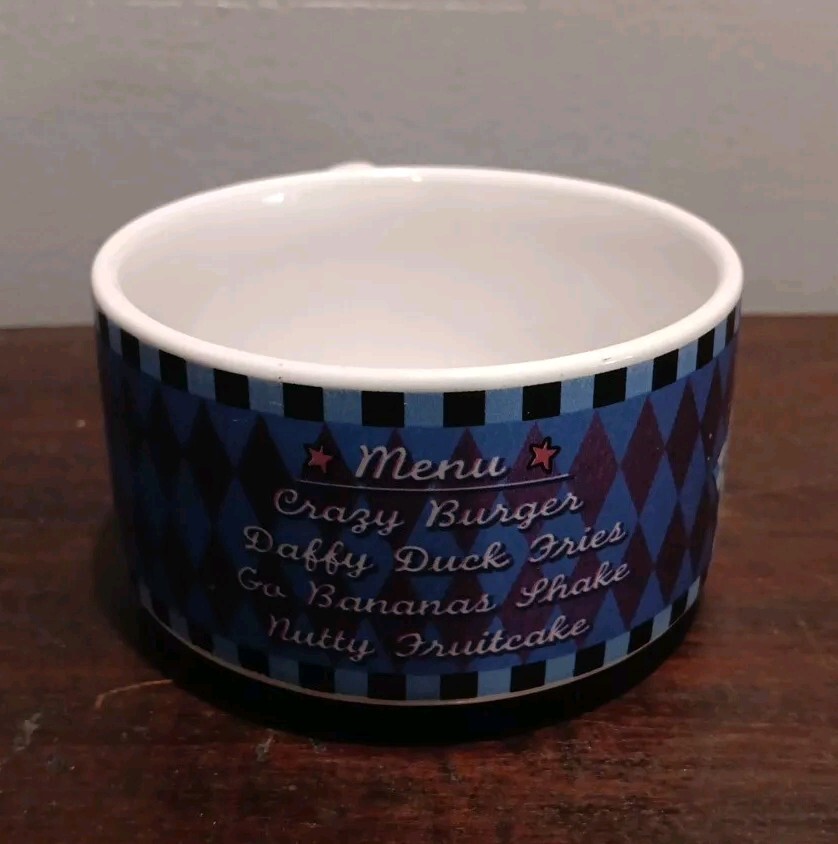 Menu
Crazy Burger
Daffy Duck Fries
Go Bananas Shake
Nutty Fruitcake